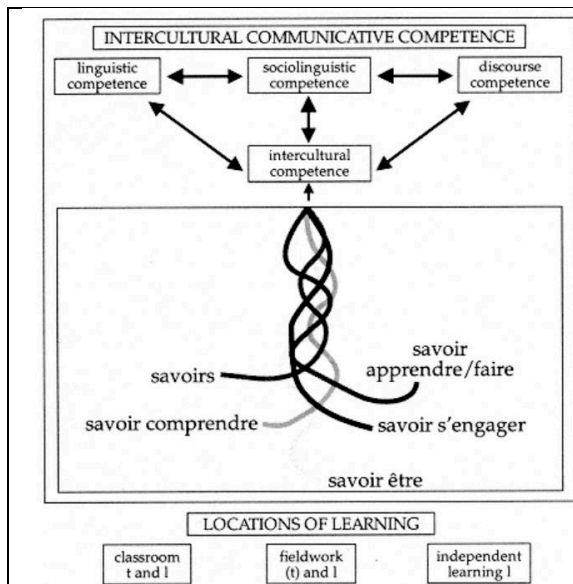 INTERCULTURAL COMMUNICATIVE COMPETENCE
linguistic
competence
sociolinguistic
competence
discourse
competence
intercultural
competence
savoir
apprendre/faire
savoirs
savoir comprendre
savoir s'engager
savoir être
LOCATIONS OF LEARNING
classroom
t and l
fieldwork
(t) and l
independent
learning l